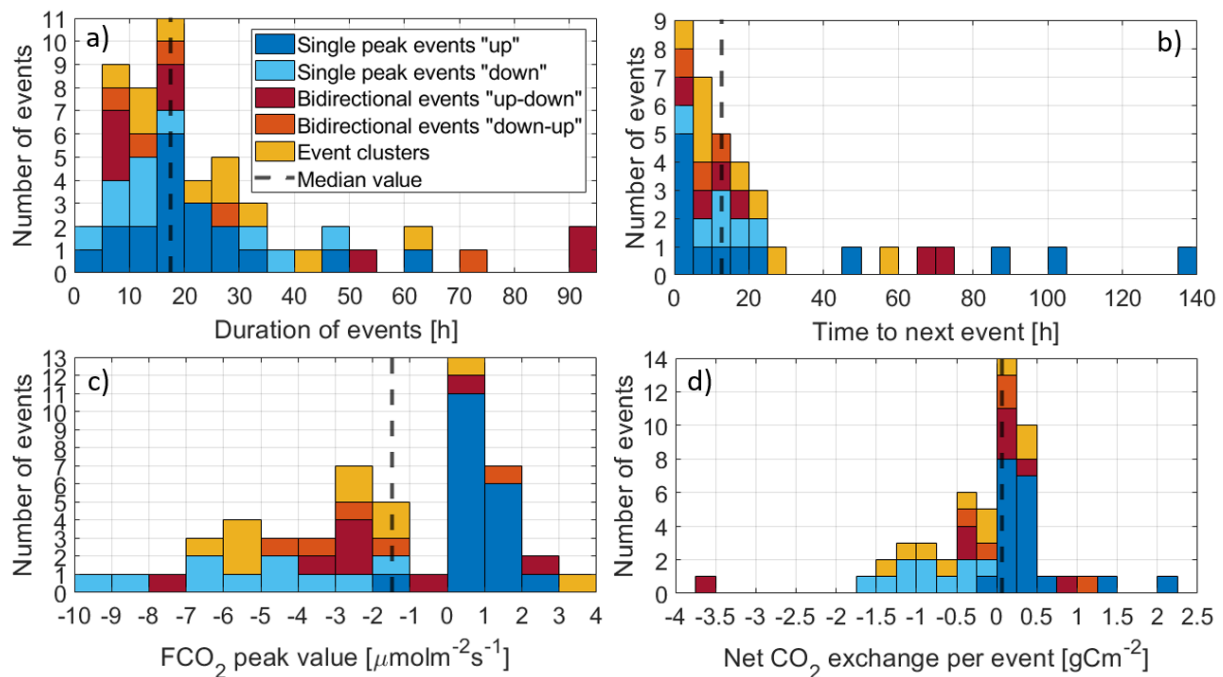 a)
11
10
9
8
7
6
5
4
3
2
1
0
Number of events
0 10 20 30 40 50 60 70 80 90
Duration of events [h]
Single peak events "up"
Single peak events "down"
Bidirectional events "up-down"
Bidirectional events "down-up"
Event clusters
Median value
b)
9
8
7
6
5
4
3
2
1
0
Number of events
0 20 40 60 80 100 120 140
Time to next event [h]
c)
13
12
10
9
7
6
5
4
3
2
1
0
Number of events
-10 -9 -8 -7 -6 -5 -4 -3 -2 -1 0 1 2 3 4
FCO₂ peak value [μmolm⁻²s⁻¹]
d)
14
12
10
8
6
4
2
0
Number of events
-4 -3.5 -3 -2.5 -2 -1.5 -1 -0.5 0 0.5 1 1.5 2 2.5
Net CO₂ exchange per event [gCm⁻²]